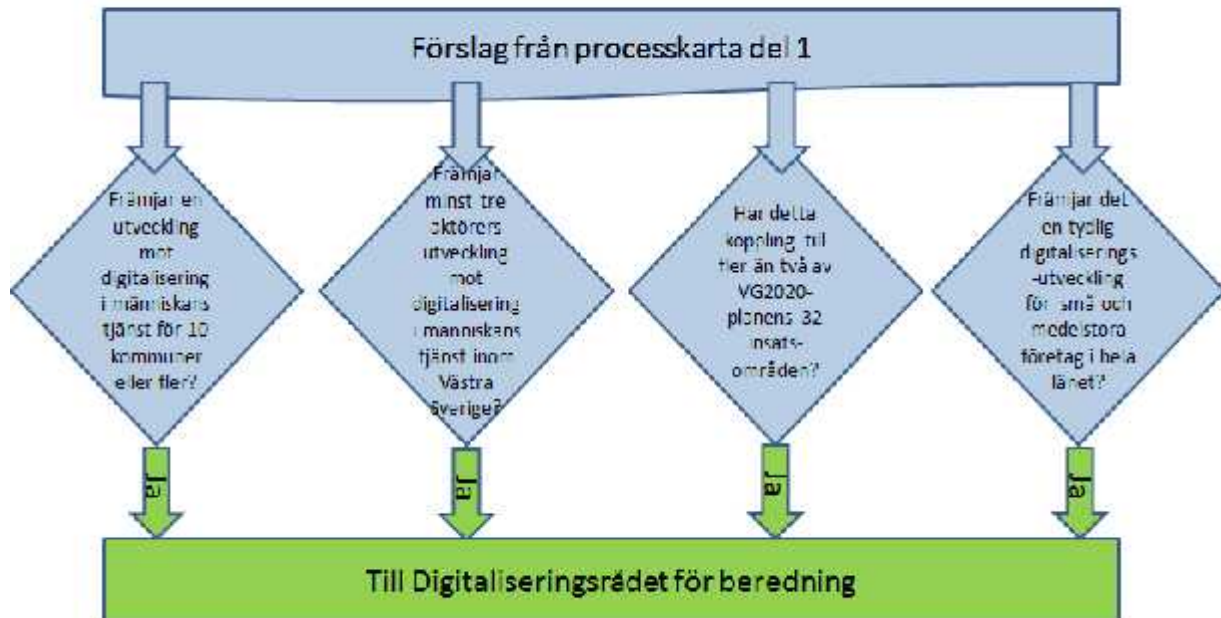 Förslag från processkarta del 1
Främjar en
utveckling
mot
digitalisering
i människans
tjänst för 10
kommuner
eller fler?
Främjar
minst tre
aktörers
utveckling
mot
digitalisering
i människans
tjänst inom
Västra
Sverige?
Har detta
koppling till
fler än två av
VG2020-
planens 32
insats-
områden?
Främjar det
en tydlig
digitaliserings
-utveckling
för små och
medelstora
företag i hela
länet?
Ja
Ja
Ja
Ja
Till Digitaliseringsrådet för beredning